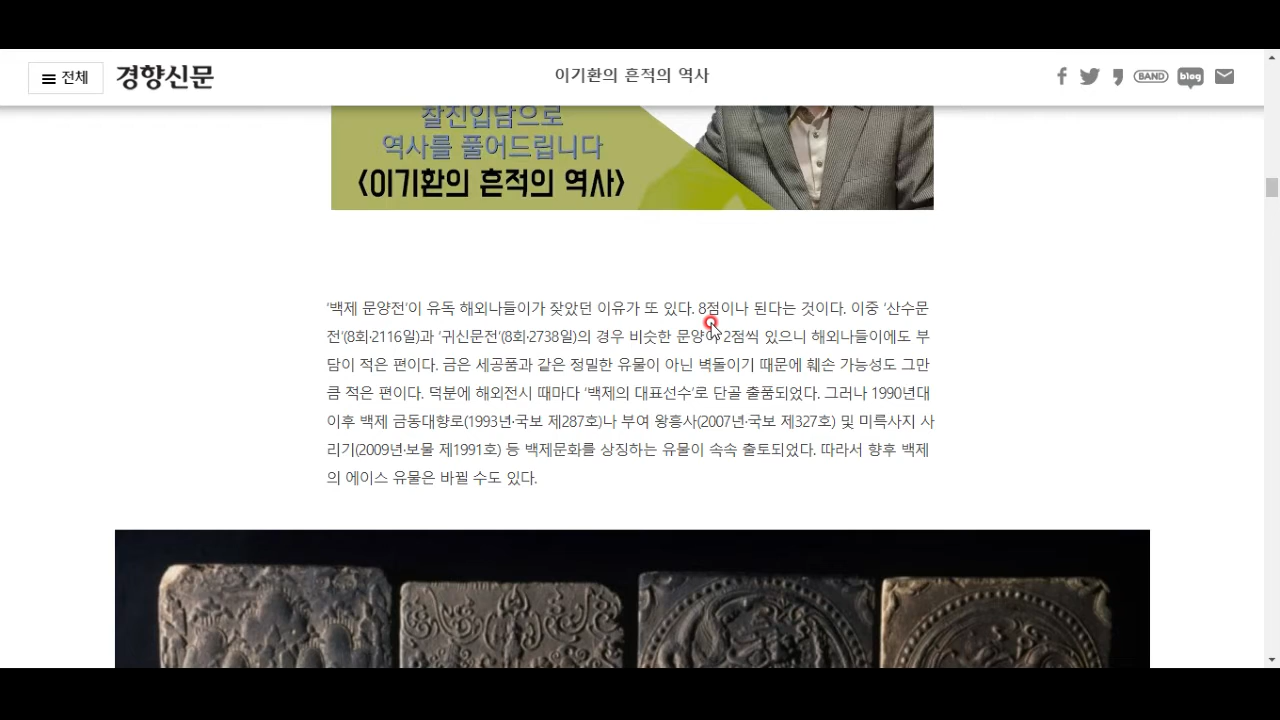 전체
경향신문
이기환의 흔적의 역사
BAND
blog
찰진입담으로
역사를 풀어드립니다
<이기환의 흔적의 역사>
'백제 문양전'이 유독 해외나들이가 잦았던 이유가 또 있다. 8점이나 된다는 것이다. 이중 '산수문
전'(8회·2116일)과 '귀신문전'(8회·2738일)의 경우 비슷한 문양이 2점씩 있으니 해외나들이에도 부
담이 적은 편이다. 금은 세공품과 같은 정밀한 유물이 아닌 벽돌이기 때문에 훼손 가능성도 그만
큼 적은 편이다. 덕분에 해외전시 때마다 '백제의 대표선수'로 단골 출품되었다. 그러나 1990년대
이후 백제 금동대향로(1993년·국보 제287호)나 부여 왕흥사(2007년·국보 제327호) 및 미륵사지 사
리기(2009년·보물 제1991호) 등 백제문화를 상징하는 유물이 속속 출토되었다. 따라서 향후 백제
의 에이스 유물은 바뀔 수도 있다.